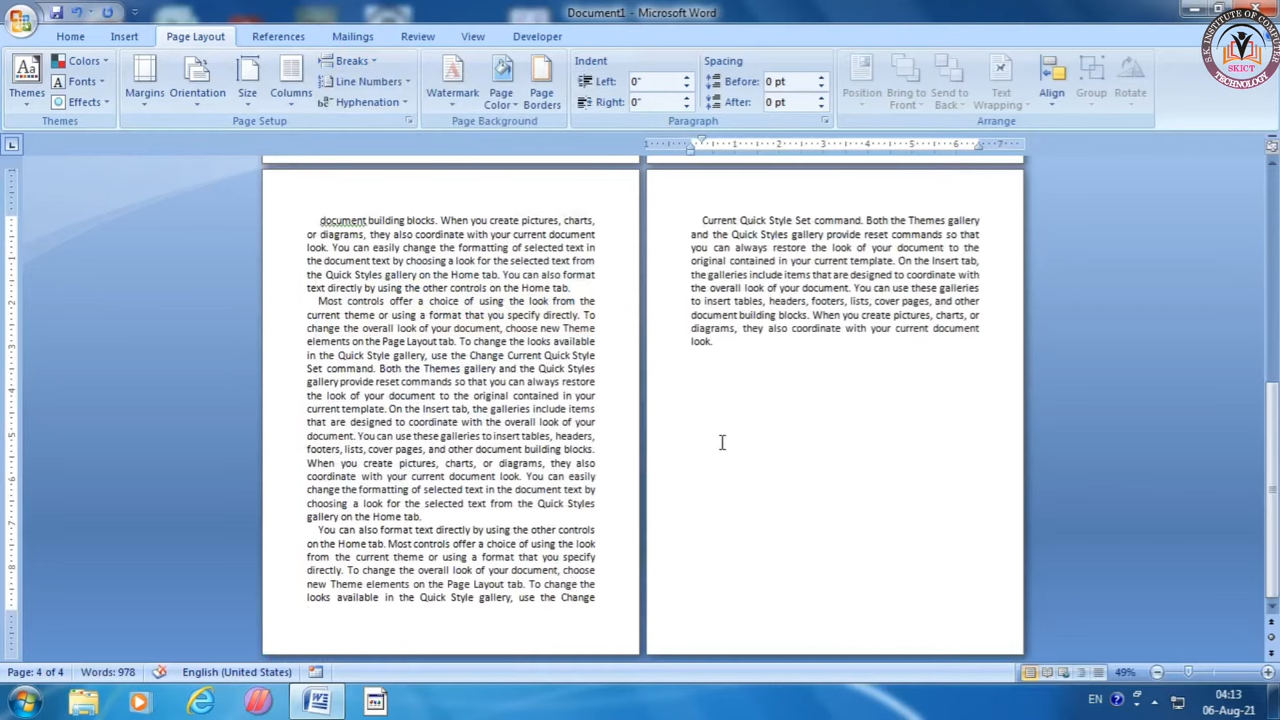 Document1 - Microsoft Word
Home Insert Page Layout References Mailings Review View Developer
Themes
Colors
Fonts
Effects
Themes
Margins
Orientation
Size
Columns
Breaks
Line Numbers
Hyphenation
Page Setup
Watermark
Page
Color
Page
Borders
Page Background
Indent
Left: 0"
Right: 0"
Spacing
Before: 0 pt
After: 0 pt
Paragraph
Position
Bring to
Front
Send to
Back
Text
Wrapping
Align
Group
Rotate
Arrange
S.K INSTITUTE OF COMPUTER
SKICT
TECHNOLOGY
1 1 2 3 4 5 6 7
document building blocks. When you create pictures, charts,
or diagrams, they also coordinate with your current document
look. You can easily change the formatting of selected text in
the document text by choosing a look for the selected text from
the Quick Styles gallery on the Home tab. You can also format
text directly by using the other controls on the Home tab.
Most controls offer a choice of using the look from the
current theme or using a format that you specify directly. To
change the overall look of your document, choose new Theme
elements on the Page Layout tab. To change the looks available
in the Quick Style gallery, use the Change Current Quick Style
Set command. Both the Themes gallery and the Quick Styles
gallery provide reset commands so that you can always restore
the look of your document to the original contained in your
current template. On the Insert tab, the galleries include items
that are designed to coordinate with the overall look of your
document. You can use these galleries to insert tables, headers,
footers, lists, cover pages, and other document building blocks.
When you create pictures, charts, or diagrams, they also
coordinate with your current document look. You can easily
change the formatting of selected text in the document text by
choosing a look for the selected text from the Quick Styles
gallery on the Home tab.
You can also format text directly by using the other controls
on the Home tab. Most controls offer a choice of using the look
from the current theme or using a format that you specify
directly. To change the overall look of your document, choose
new Theme elements on the Page Layout tab. To change the
looks available in the Quick Style gallery, use the Change
Current Quick Style Set command. Both the Themes gallery
and the Quick Styles gallery provide reset commands so that
you can always restore the look of your document to the
original contained in your current template. On the Insert tab,
the galleries include items that are designed to coordinate with
the overall look of your document. You can use these galleries
to insert tables, headers, footers, lists, cover pages, and other
document building blocks. When you create pictures, charts, or
diagrams, they also coordinate with your current document
look.
Page: 4 of 4 Words: 978 English (United States) 49%
EN 04:13
06-Aug-21